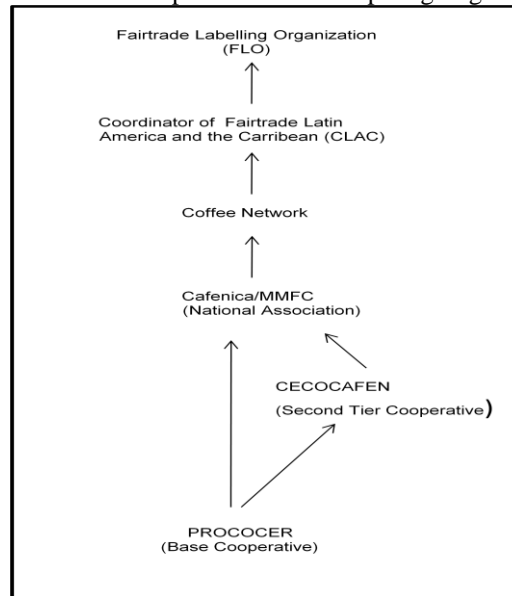 Fairtrade Labelling Organization
(FLO)
Coordinator of Fairtrade Latin
America and the Carribean (CLAC)
Coffee Network
Cafenica/MMFC
(National Association)
CECOCAFEN
(Second Tier Cooperative)
PROCOCER
(Base Cooperative)